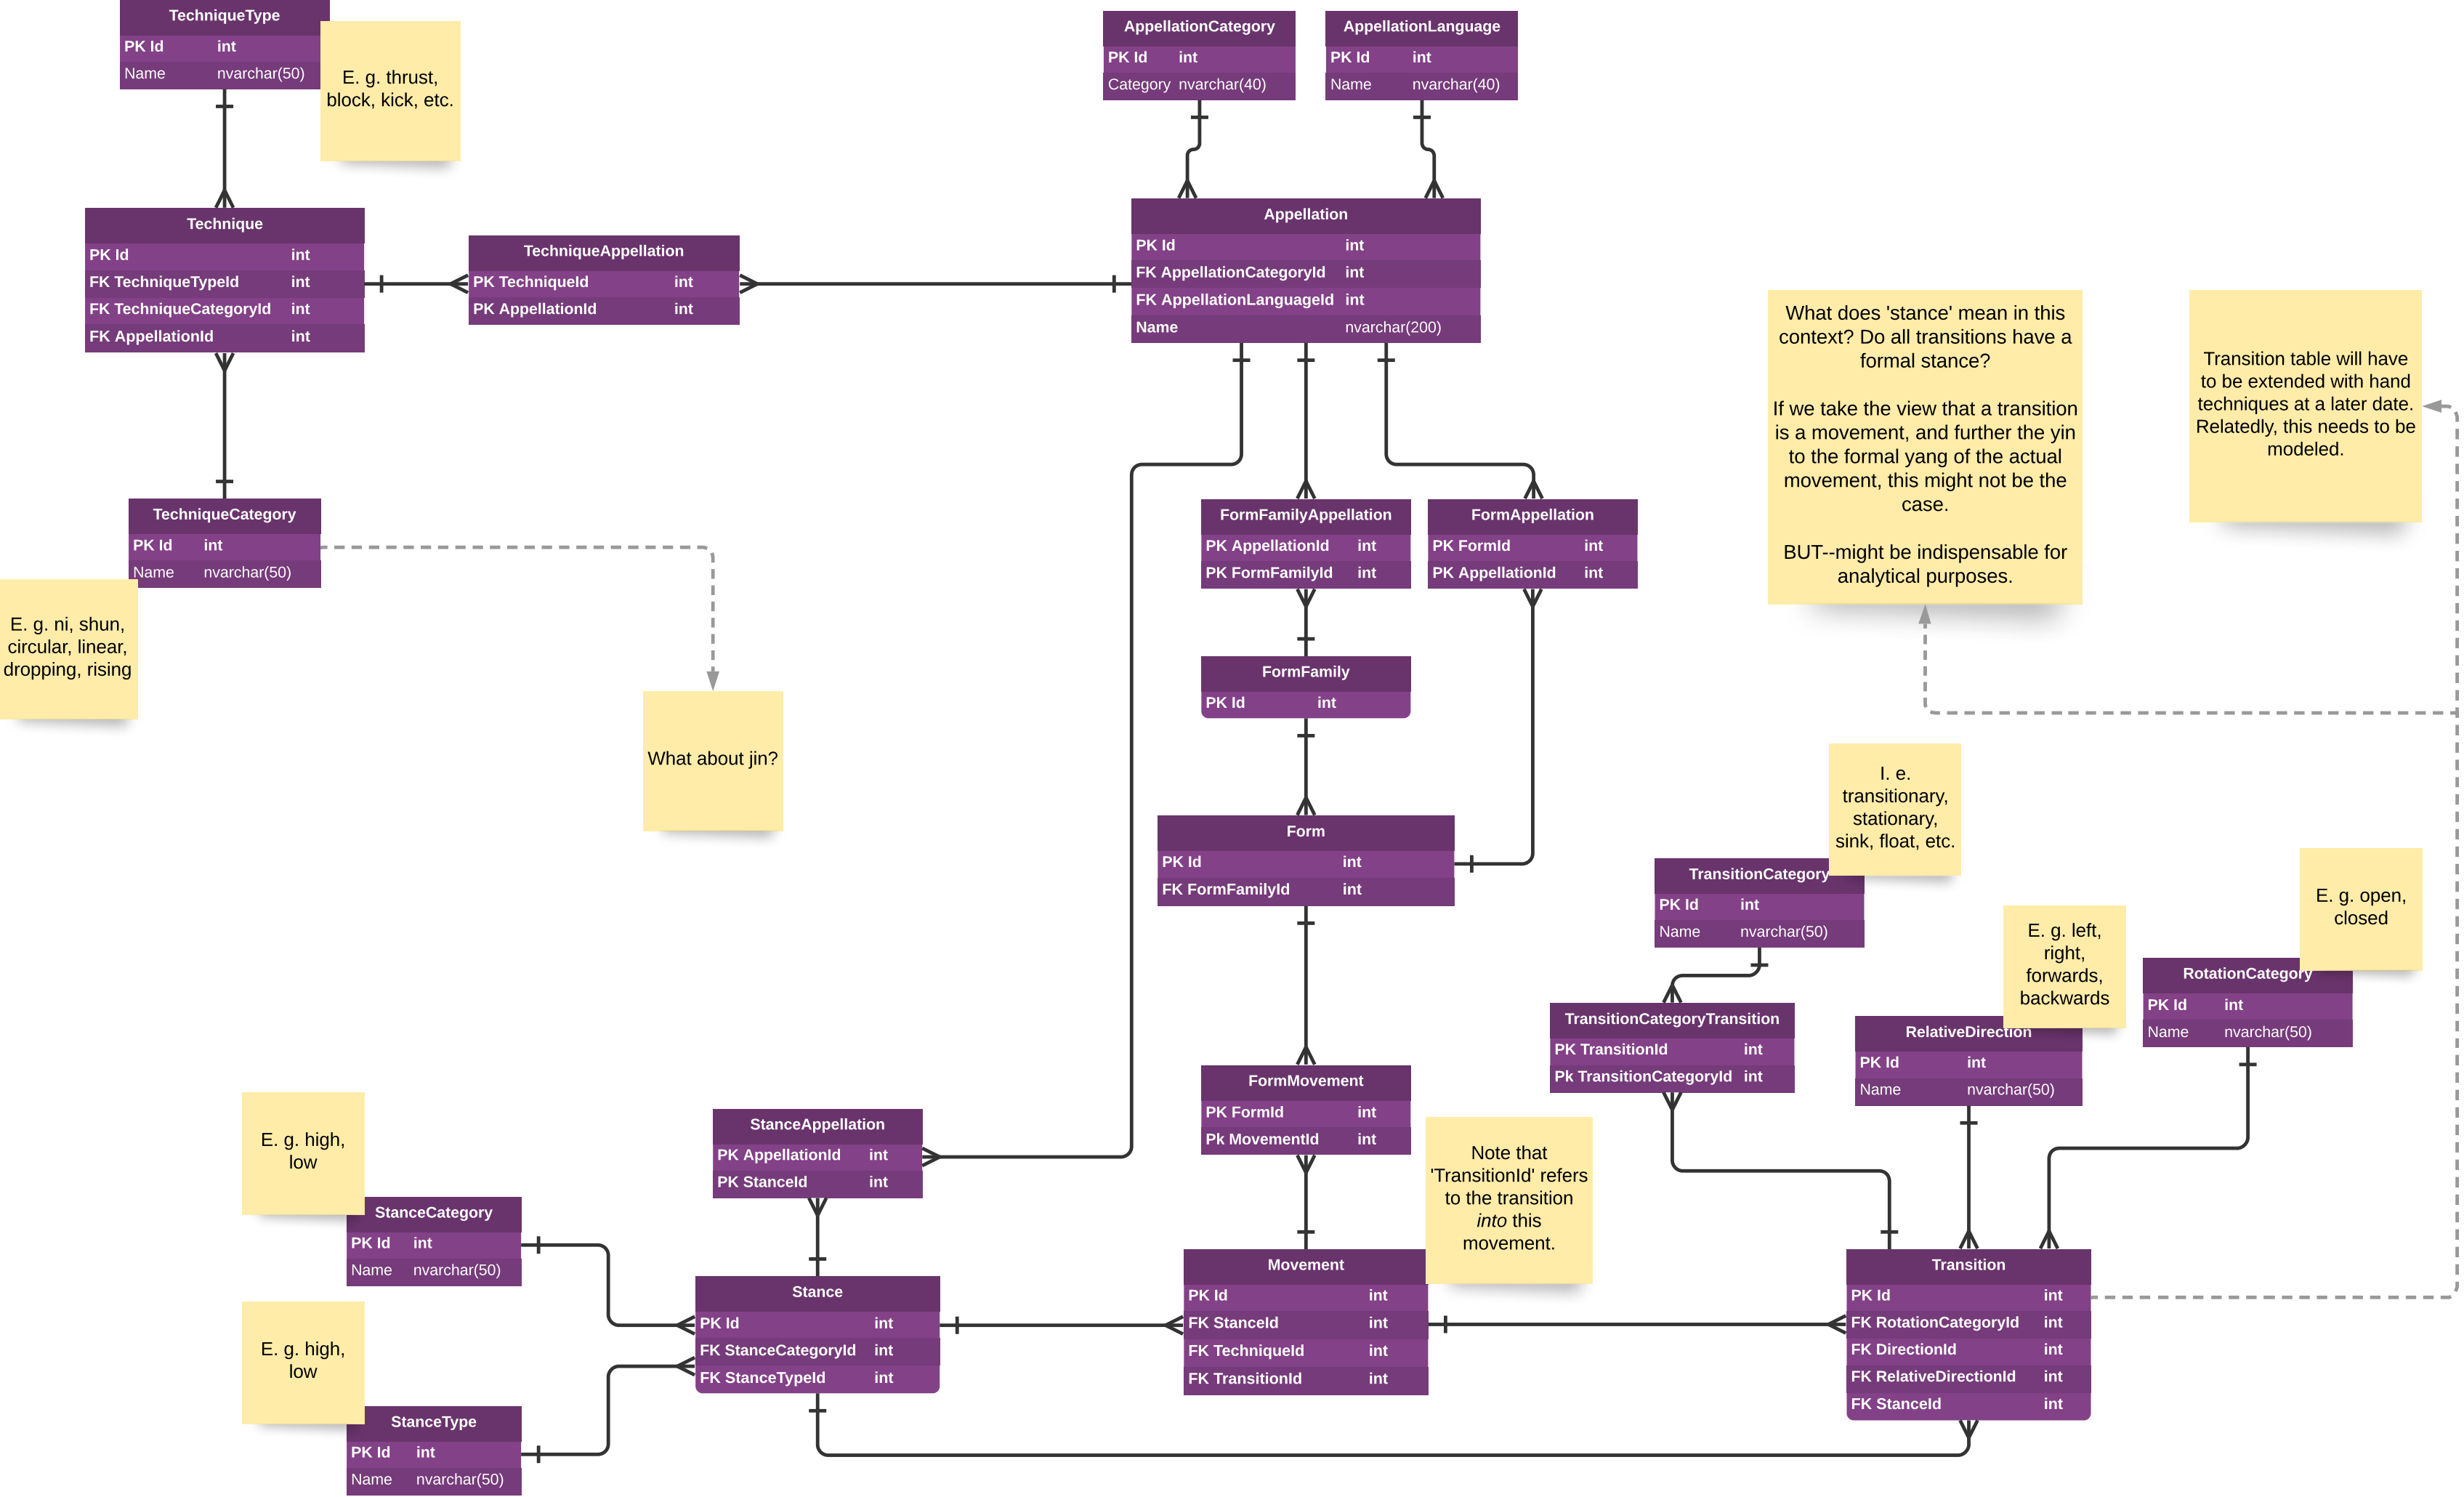 TechniqueType
PK Id int
Name nvarchar(50)
E. g. thrust,
block, kick, etc.
AppellationCategory
PK Id int
Category nvarchar(40)
AppellationLanguage
PK Id int
Name nvarchar(40)
Technique
PK Id int
FK TechniqueTypeId int
FK TechniqueCategoryId int
FK AppellationId int
TechniqueAppellation
PK TechniqueId int
PK AppellationId int
Appellation
PK Id int
FK AppellationCategoryId int
FK AppellationLanguageId int
Name nvarchar(200)
What does 'stance' mean in this
context? Do all transitions have a
formal stance?
If we take the view that a transition
is a movement, and further the yin
to the formal yang of the actual
movement, this might not be the
case.
BUT--might be indispensable for
analytical purposes.
Transition table will have
to be extended with hand
techniques at a later date.
Relatedly, this needs to be
modeled.
TechniqueCategory
PK Id int
Name nvarchar(50)
E. g. ni, shun,
circular, linear,
dropping, rising
What about jin?
FormFamilyAppellation
PK AppellationId int
PK FormFamilyId int
FormAppellation
PK FormId int
PK AppellationId int
FormFamily
PK Id int
Form
PK Id int
FK FormFamilyId int
I. e.
transitionary,
stationary,
sink, float, etc.
TransitionCategory
PK Id int
Name nvarchar(50)
E. g. left,
right,
forwards,
backwards
E. g. open,
closed
RotationCategory
PK Id int
Name nvarchar(50)
TransitionCategoryTransition
PK TransitionId int
Pk TransitionCategoryId int
RelativeDirection
PK Id int
Name nvarchar(50)
FormMovement
PK FormId int
Pk MovementId int
StanceAppellation
PK AppellationId int
PK StanceId int
E. g. high,
low
StanceCategory
PK Id int
Name nvarchar(50)
Note that
'TransitionId' refers
to the transition
into this
movement.
E. g. high,
low
StanceType
PK Id int
Name nvarchar(50)
Stance
PK Id int
FK StanceCategoryId int
FK StanceTypeId int
Movement
PK Id int
FK StanceId int
FK TechniqueId int
FK TransitionId int
Transition
PK Id int
FK RotationCategoryId int
FK DirectionId int
FK RelativeDirectionId int
FK StanceId int